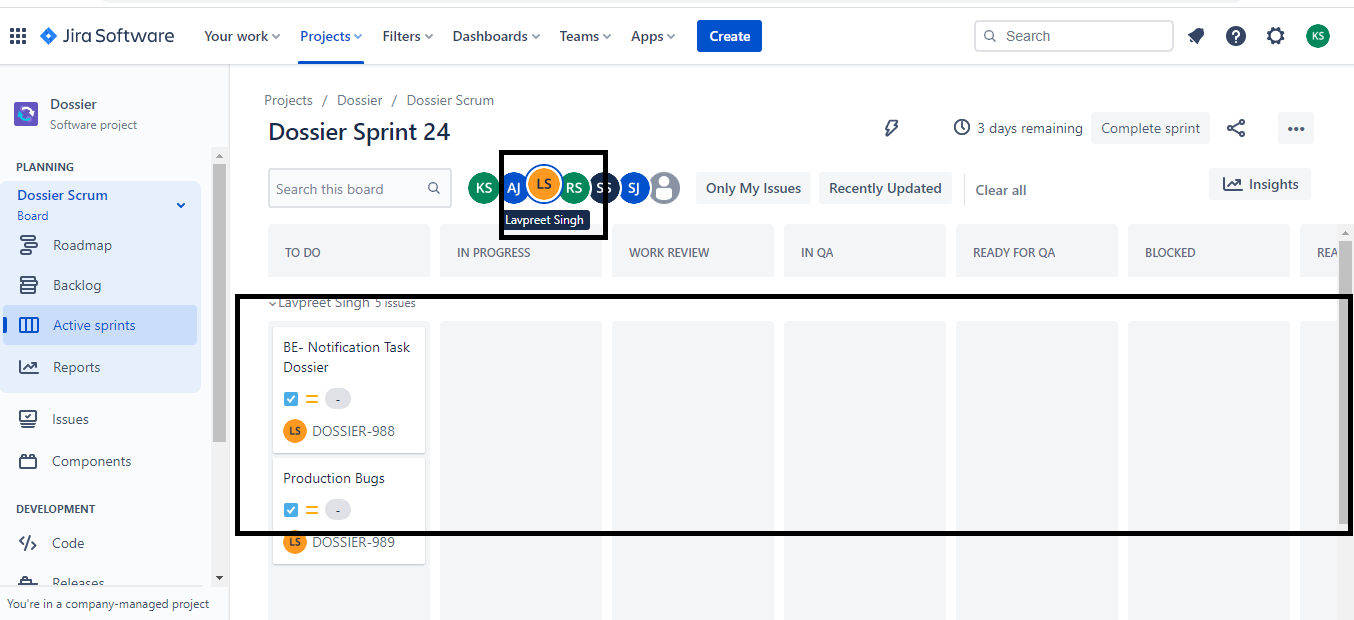 Jira Software Your work Projects Filters Dashboards Teams Apps Create Search KS
Dossier
Software project
PLANNING
Dossier Scrum
Board
Roadmap
Backlog
Active sprints
Reports
Issues
Components
DEVELOPMENT
Code
Releases
You're in a company-managed project
Projects / Dossier / Dossier Scrum
Dossier Sprint 24
3 days remaining Complete sprint
Search this board KS AJ LS RS SJ Only My Issues Recently Updated Clear all Insights
Lavpreet Singh
TO DO IN PROGRESS WORK REVIEW IN QA READY FOR QA BLOCKED REA
Lavpreet Singh 5 issues
BE- Notification Task
Dossier
-
LS DOSSIER-988
Production Bugs
-
LS DOSSIER-989